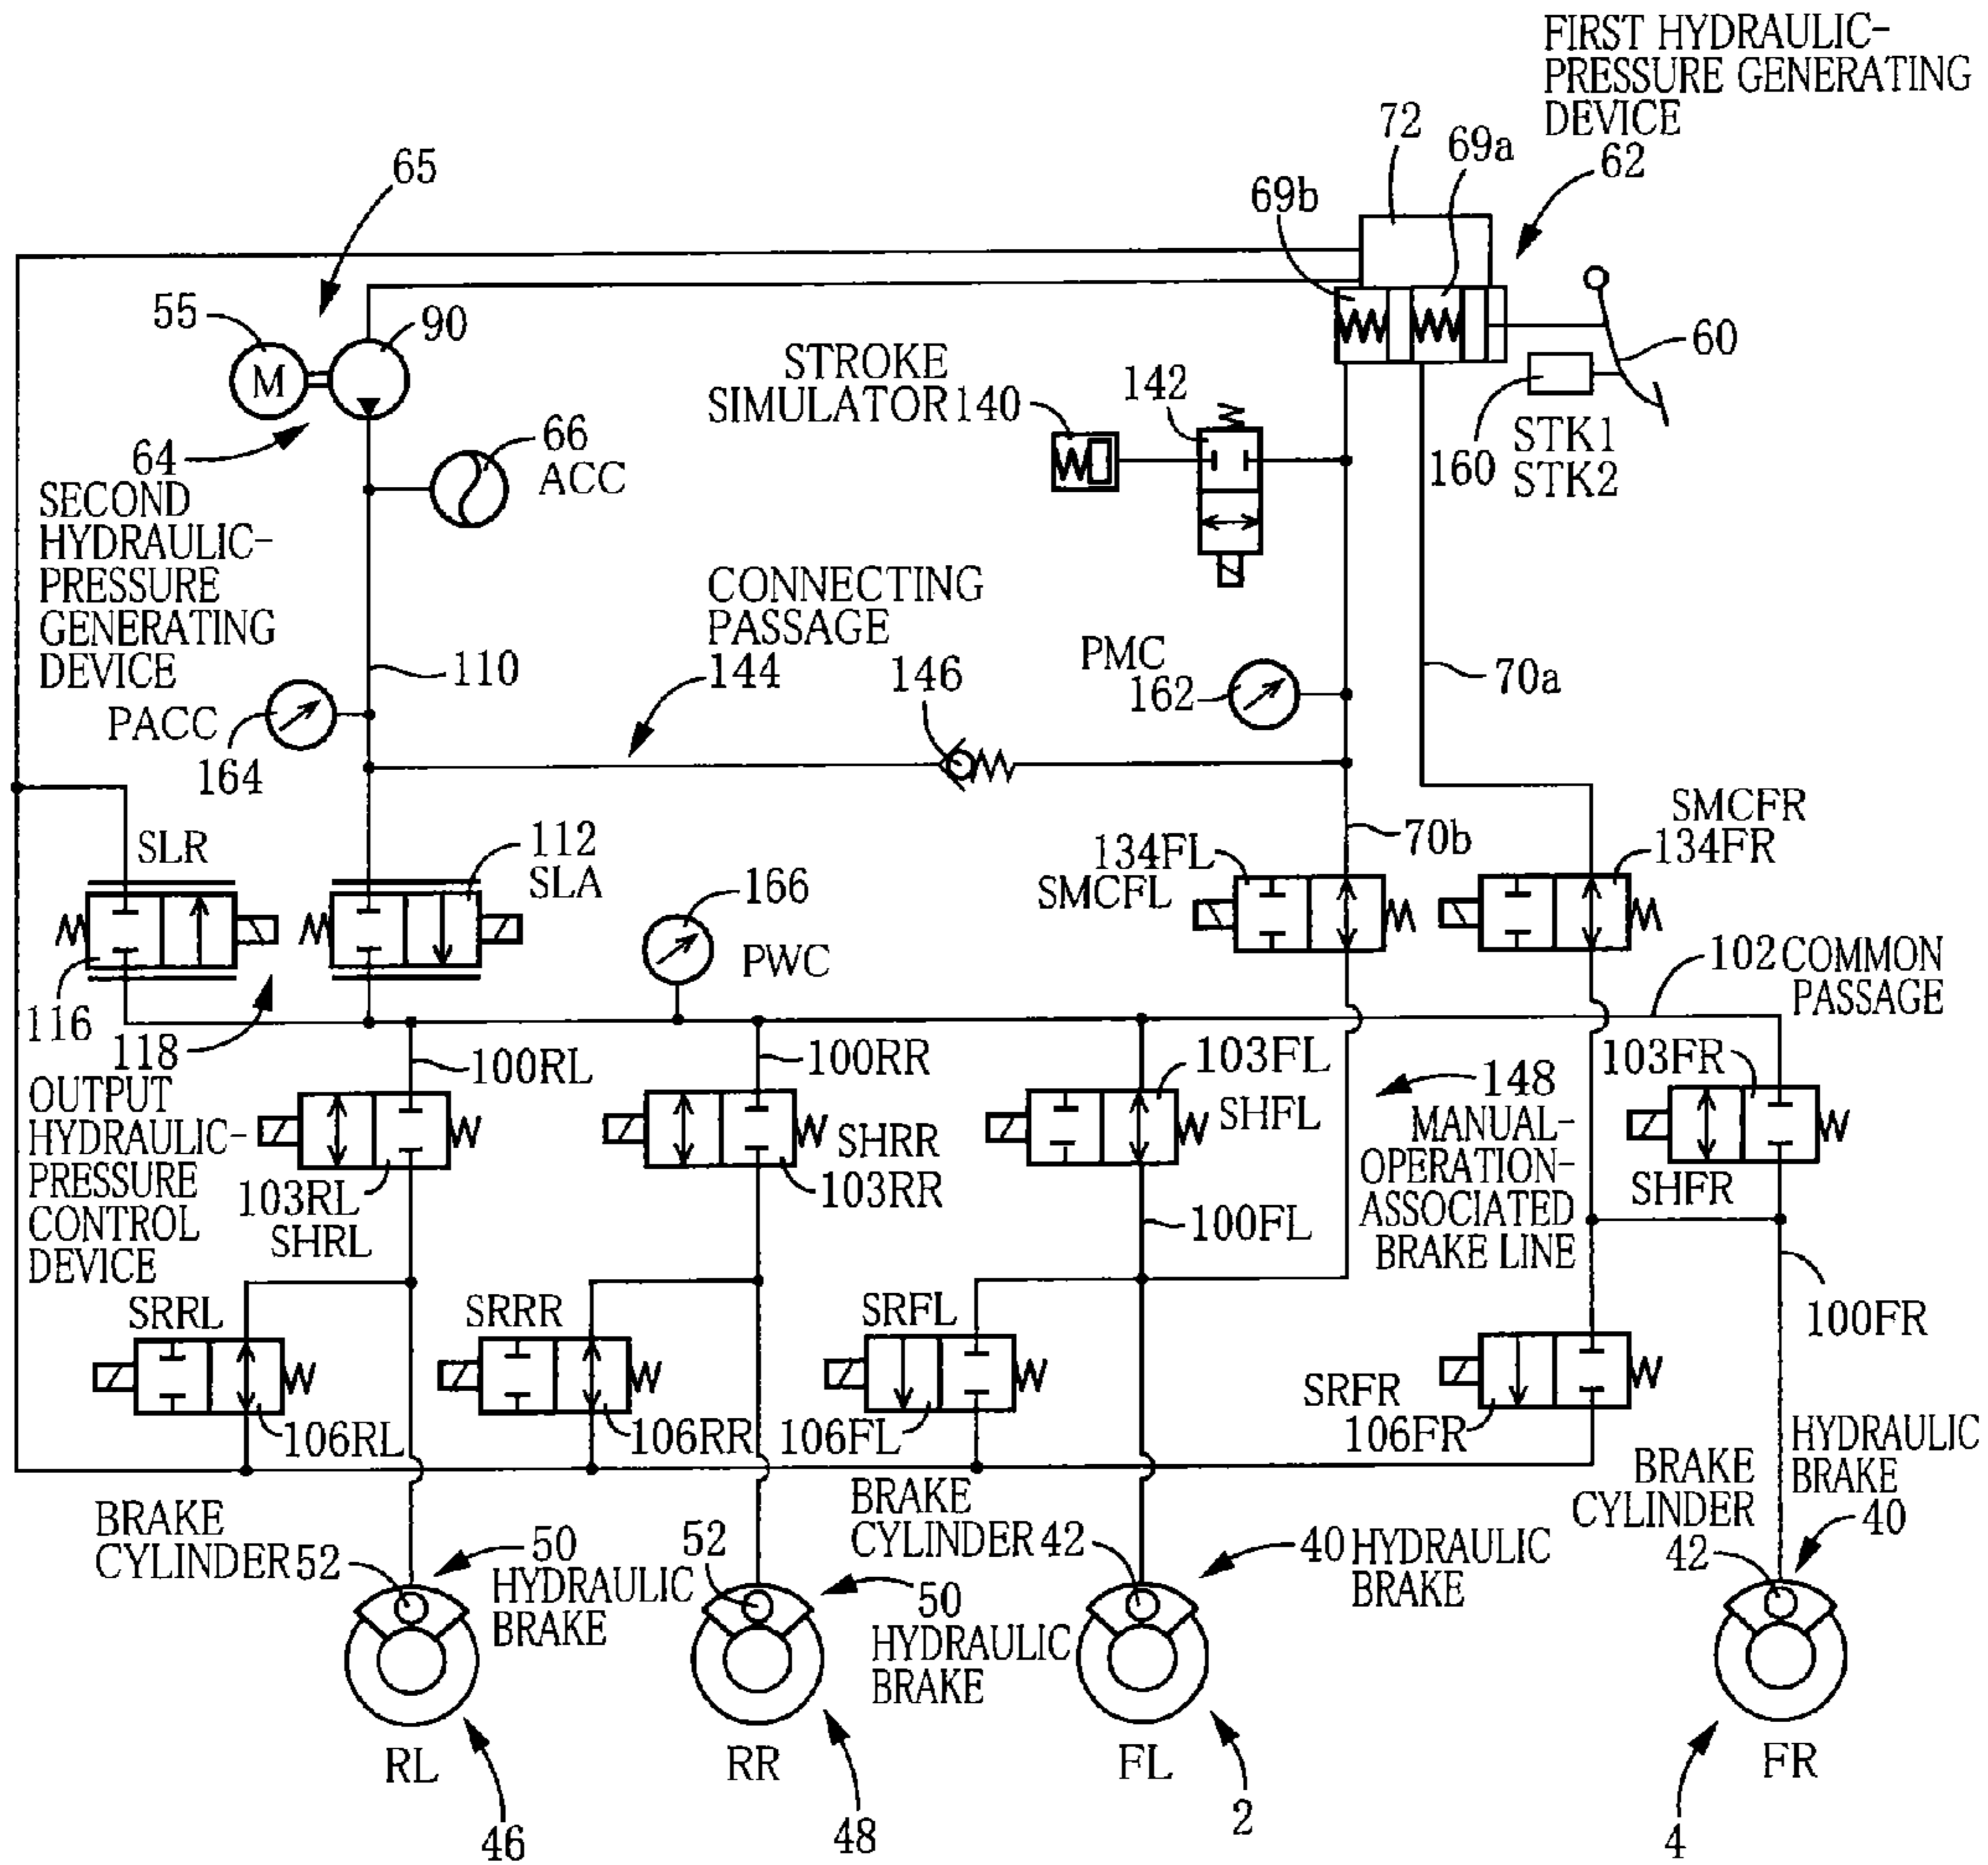 FIRST HYDRAULIC-
PRESSURE GENERATING
DEVICE
62
72
69a
69b
65
55
90
M
60
STROKE
SIMULATOR 140
142
STK1
160 STK2
64
66
ACC
SECOND
HYDRAULIC-
PRESSURE
GENERATING
DEVICE
CONNECTING
PASSAGE
144
110
146
PMC
162
70a
PACC
164
SLR
112
SLA
166
PWC
134FL
SMCFL
70b
SMCFR
134FR
102 COMMON
PASSAGE
116
118
OUTPUT
HYDRAULIC-
PRESSURE
CONTROL
DEVICE
100RL
100RR
103FL
SHFL
148
MANUAL-
OPERATION-
ASSOCIATED
BRAKE LINE
103FR
SHFR
103RL
SHRL
SHRR
103RR
100FL
100FR
SRRL
SRRR
SRFL
SRFR
106FR
106RL
106RR
106FL
BRAKE
CYLINDER 52
50
HYDRAULIC
BRAKE
52
50
HYDRAULIC
BRAKE
BRAKE
CYLINDER 42
40 HYDRAULIC
BRAKE
BRAKE
CYLINDER
42
HYDRAULIC
BRAKE
40
RL
RR
FL
FR
46
48
2
4